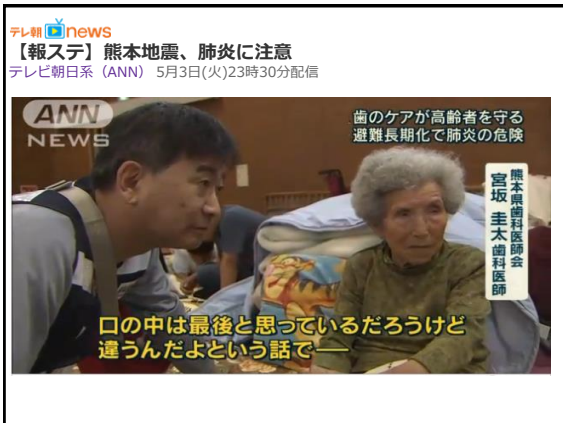 テレ朝 news
【報ステ】熊本地震、肺炎に注意
テレビ朝日系（ANN） 5月3日(火)23時30分配信
ANN
NEWS
歯のケアが高齢者を守る
避難長期化で肺炎の危険
熊本県歯科医師会
宮坂 圭太 歯科医師
口の中は最後と思っているだろうけど
違うんだよという話で──